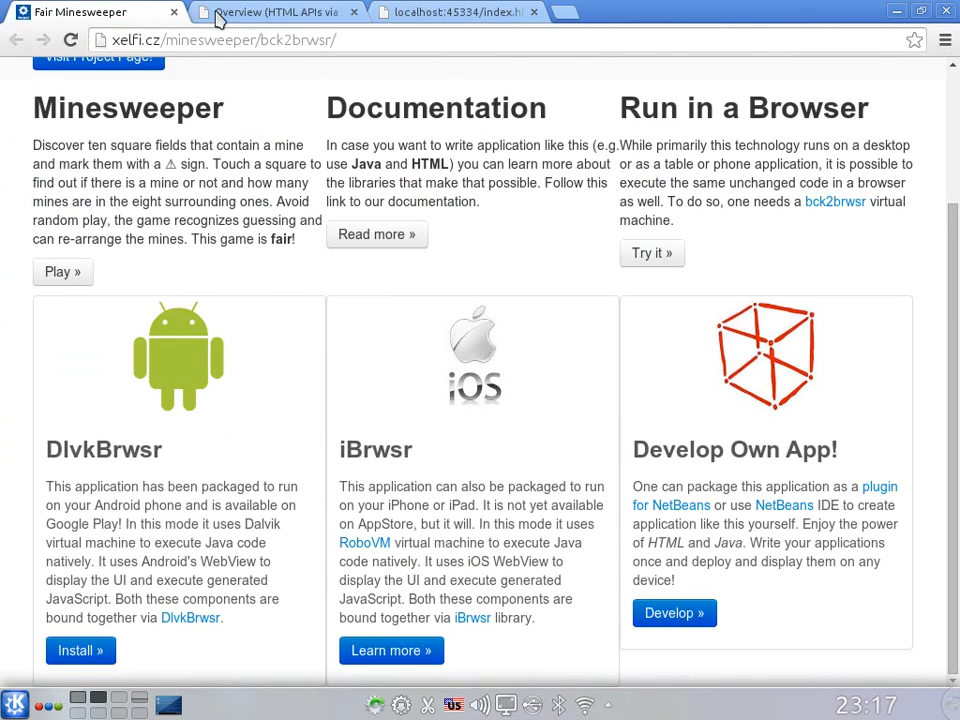 Fair Minesweeper
Overview (HTML APIs via
localhost:45334/index.h
xelfi.cz/minesweeper/bck2brwsr/
Visit Project Page!
Minesweeper
Discover ten square fields that contain a mine
and mark them with a ⚠ sign. Touch a square to
find out if there is a mine or not and how many
mines are in the eight surrounding ones. Avoid
random play, the game recognizes guessing and
can re-arrange the mines. This game is fair!
Play »
Documentation
In case you want to write application like this (e.g.
use Java and HTML) you can learn more about
the libraries that make that possible. Follow this
link to our documentation.
Read more »
Run in a Browser
While primarily this technology runs on a desktop
or as a table or phone application, it is possible to
execute the same unchanged code in a browser
as well. To do so, one needs a bck2brwsr virtual
machine.
Try it »
DlvkBrwsr
This application has been packaged to run
on your Android phone and is available on
Google Play! In this mode it uses Dalvik
virtual machine to execute Java code
natively. It uses Android's WebView to
display the UI and execute generated
JavaScript. Both these components are
bound together via DlvkBrwsr.
Install »
iOS
iBrwsr
This application can also be packaged to run
on your iPhone or iPad. It is not yet available
on AppStore, but it will. In this mode it uses
RoboVM virtual machine to execute Java
code natively. It uses iOS WebView to
display the UI and execute generated
JavaScript. Both these components are
bound together via iBrwsr library.
Learn more »
Develop Own App!
One can package this application as a plugin
for NetBeans or use NetBeans IDE to create
application like this yourself. Enjoy the power
of HTML and Java. Write your applications
once and deploy and display them on any
device!
Develop »
us
23:17